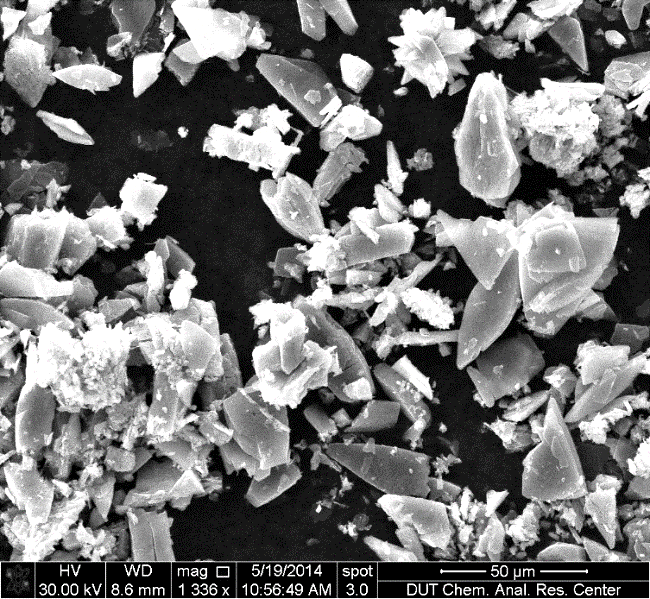 HV WD mag □ 5/19/2014 spot 50 µm
30.00 kV 8.6 mm 1 336 x 10:56:49 AM 3.0 DUT Chem. Anal. Res. Center